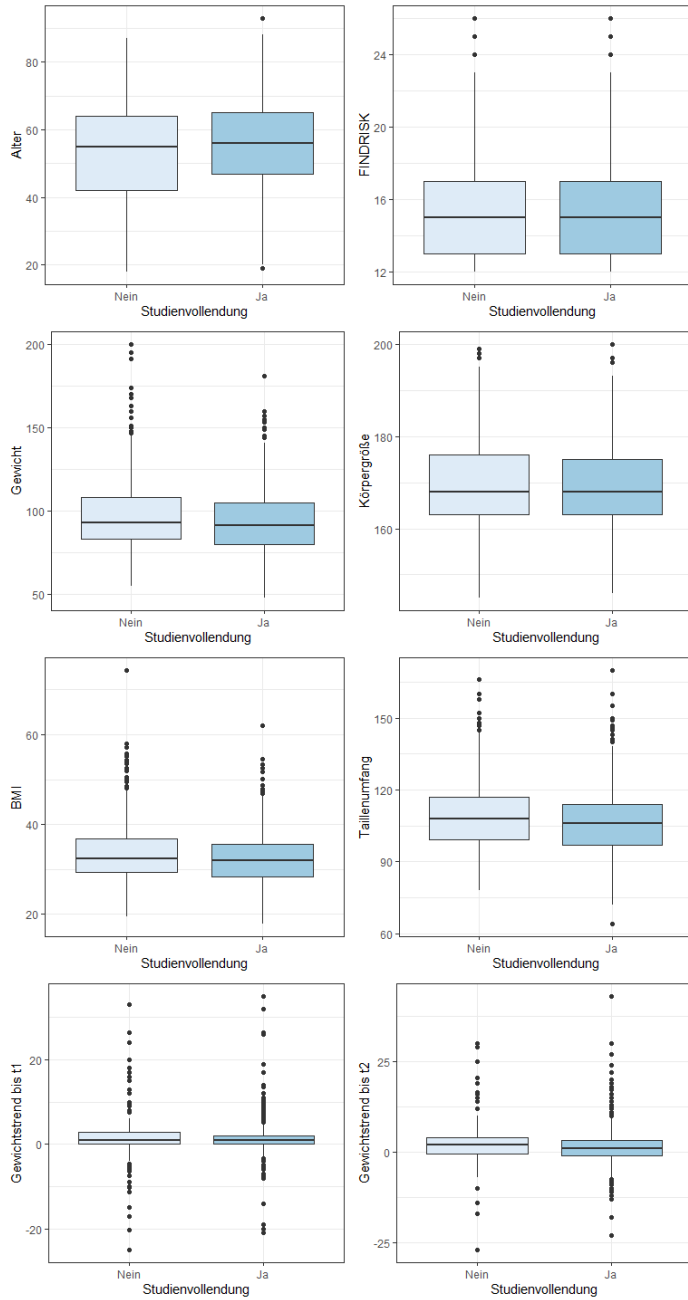 Alter
80
60
40
20
Nein
Ja
Studienvollendung
FINDRISK
24
20
16
12
Nein
Ja
Studienvollendung
Gewicht
200
150
100
50
Nein
Ja
Studienvollendung
Körpergröße
200
180
160
Nein
Ja
Studienvollendung
BMI
60
40
20
Nein
Ja
Studienvollendung
Taillenumfang
150
110
90
60
Nein
Ja
Studienvollendung
Gewichtstrend bis t1
20
0
-20
Nein
Ja
Studienvollendung
Gewichtstrend bis t2
25
0
-25
Nein
Ja
Studienvollendung